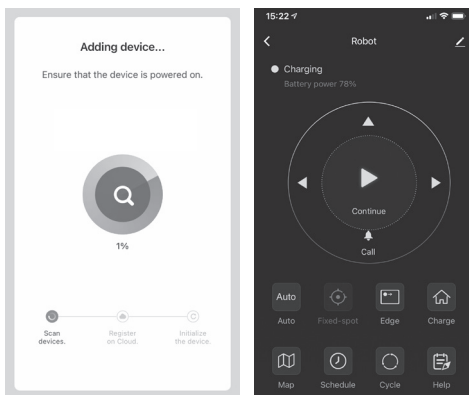 Adding device...
Ensure that the device is powered on.
1%
Scan
devices.
Register
on Cloud.
Initialize
the device.
15:22
Robot
Charging
Battery power 78%
Continue
Call
Auto
Auto
Fixed-spot
Edge
Charge
Map
Schedule
Cycle
Help